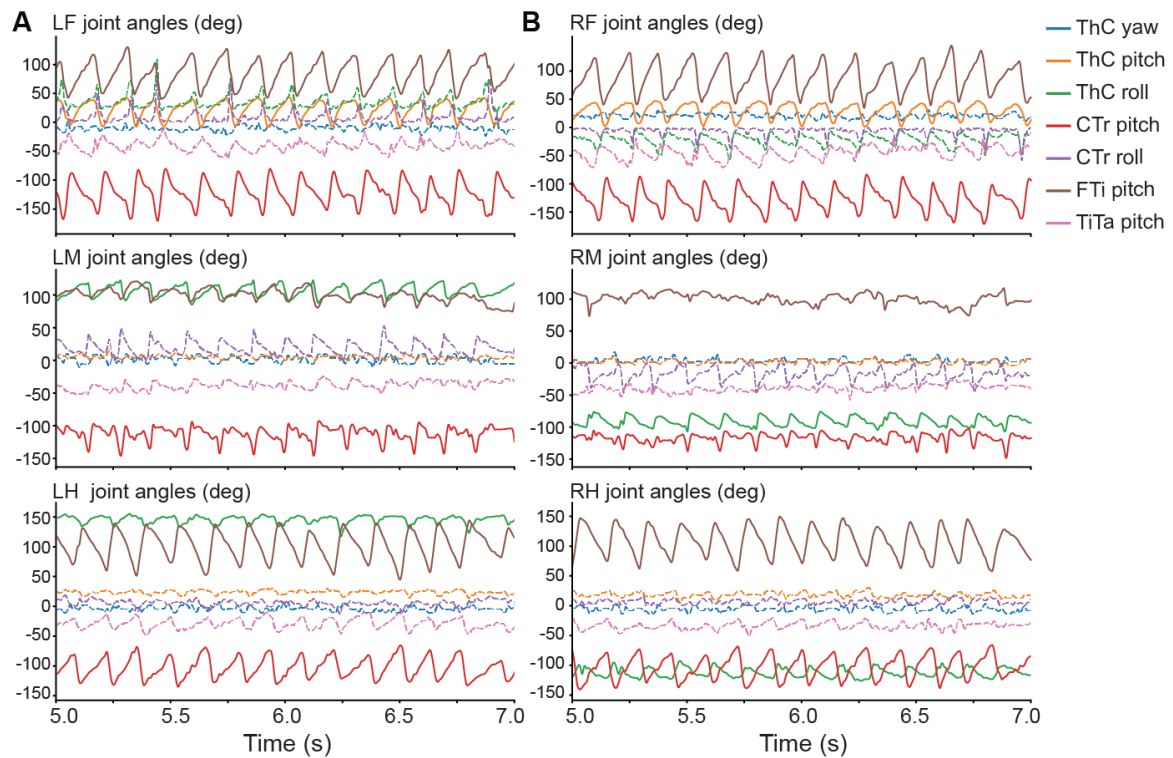 A
LF joint angles (deg)
100
50
0
-50
-100
-150
LM joint angles (deg)
100
50
0
-50
-100
-150
LH joint angles (deg)
150
100
50
0
-50
-100
-150
5.0 5.5 6.0 6.5 7.0
Time (s)
B
RF joint angles (deg)
100
50
0
-50
-100
-150
RM joint angles (deg)
100
50
0
-50
-100
-150
RH joint angles (deg)
150
100
50
0
-50
-100
-150
5.0 5.5 6.0 6.5 7.0
Time (s)
ThC yaw
ThC pitch
ThC roll
CTr pitch
CTr roll
FTi pitch
TiTa pitch